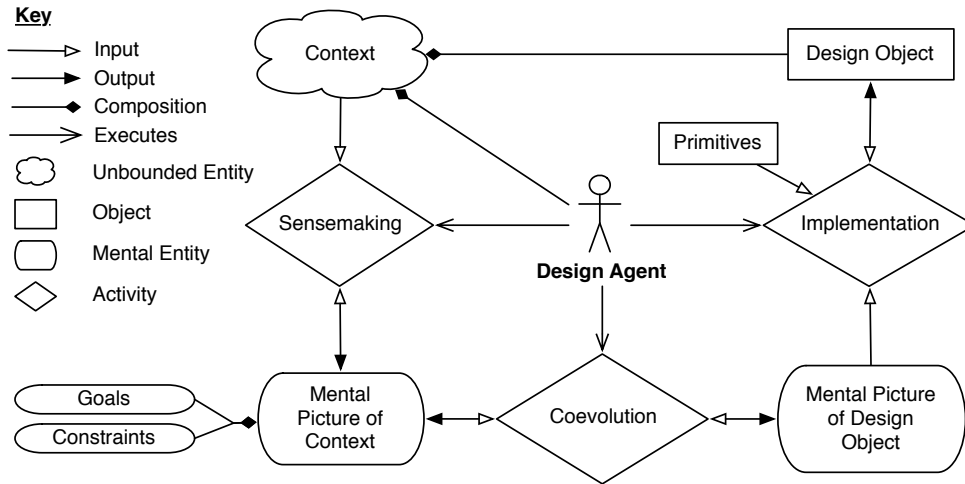 Key
Input
Output
Composition
Executes
Unbounded Entity
Object
Mental Entity
Activity
Context
Design Object
Primitives
Sensemaking
Implementation
Design Agent
Goals
Constraints
Mental
Picture of
Context
Coevolution
Mental Picture
of Design
Object